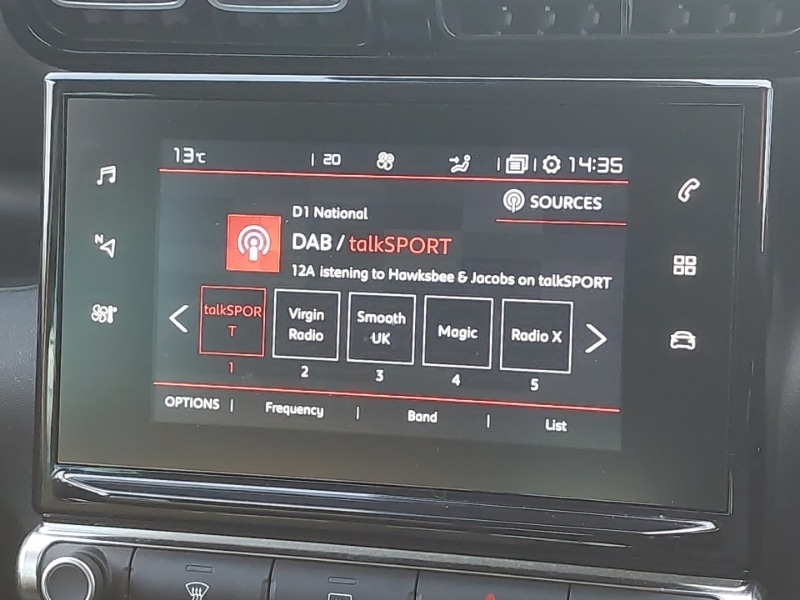 13°C | 20 14:35
SOURCES
D1 National
DAB / talkSPORT
12A istening to Hawksbee & Jacobs on talkSPORT
talkSPOR
T
Virgin
Radio
Smooth
UK
Magic
Radio X
1 2 3 4 5
OPTIONS | Frequency | Band | List
N